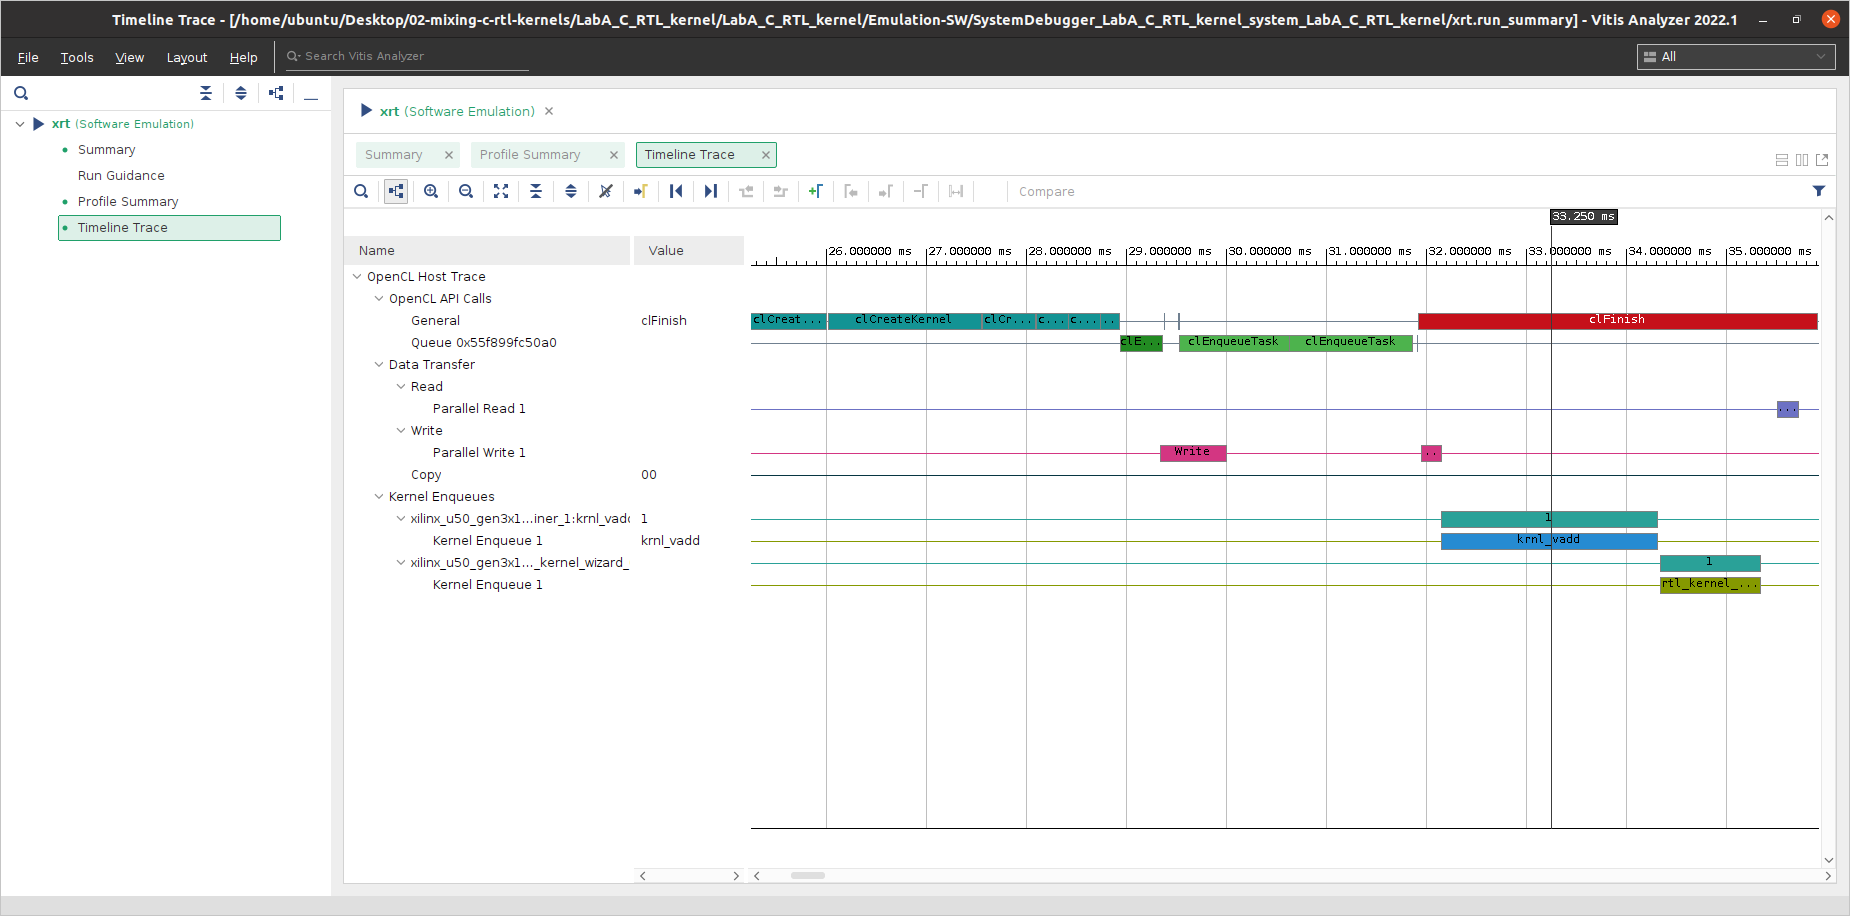 Timeline Trace - [/home/ubuntu/Desktop/02-mixing-c-rtl-kernels/LabA_C_RTL_kernel/LabA_C_RTL_kernel/Emulation-SW/SystemDebugger_LabA_C_RTL_kernel_system_LabA_C_RTL_kernel/xrt.run_summary] - Vitis Analyzer 2022.1
File Tools View Layout Help Search Vitis Analyzer All
xrt (Software Emulation)
Summary
Run Guidance
Profile Summary
Timeline Trace
xrt (Software Emulation)
Summary Profile Summary Timeline Trace
Compare
33.250 ms
Name Value
26.000000 ms 27.000000 ms 28.000000 ms 29.000000 ms 30.000000 ms 31.000000 ms 32.000000 ms 33.000000 ms 34.000000 ms 35.000000 ms
OpenCL Host Trace
OpenCL API Calls
General clFinish clCreat... clCreateKernel clCr... c... c... .. clFinish
Queue 0x55f899fc50a0 clE... clEnqueueTask clEnqueueTask
Data Transfer
Read
Parallel Read 1 ...
Write
Parallel Write 1 Write ..
Copy 00
Kernel Enqueues
xilinx_u50_gen3x1...iner_1:krnl_vadd 1 1
Kernel Enqueue 1 krnl_vadd krnl_vadd
xilinx_u50_gen3x1..._kernel_wizard_ 1
Kernel Enqueue 1 rtl_kernel_...